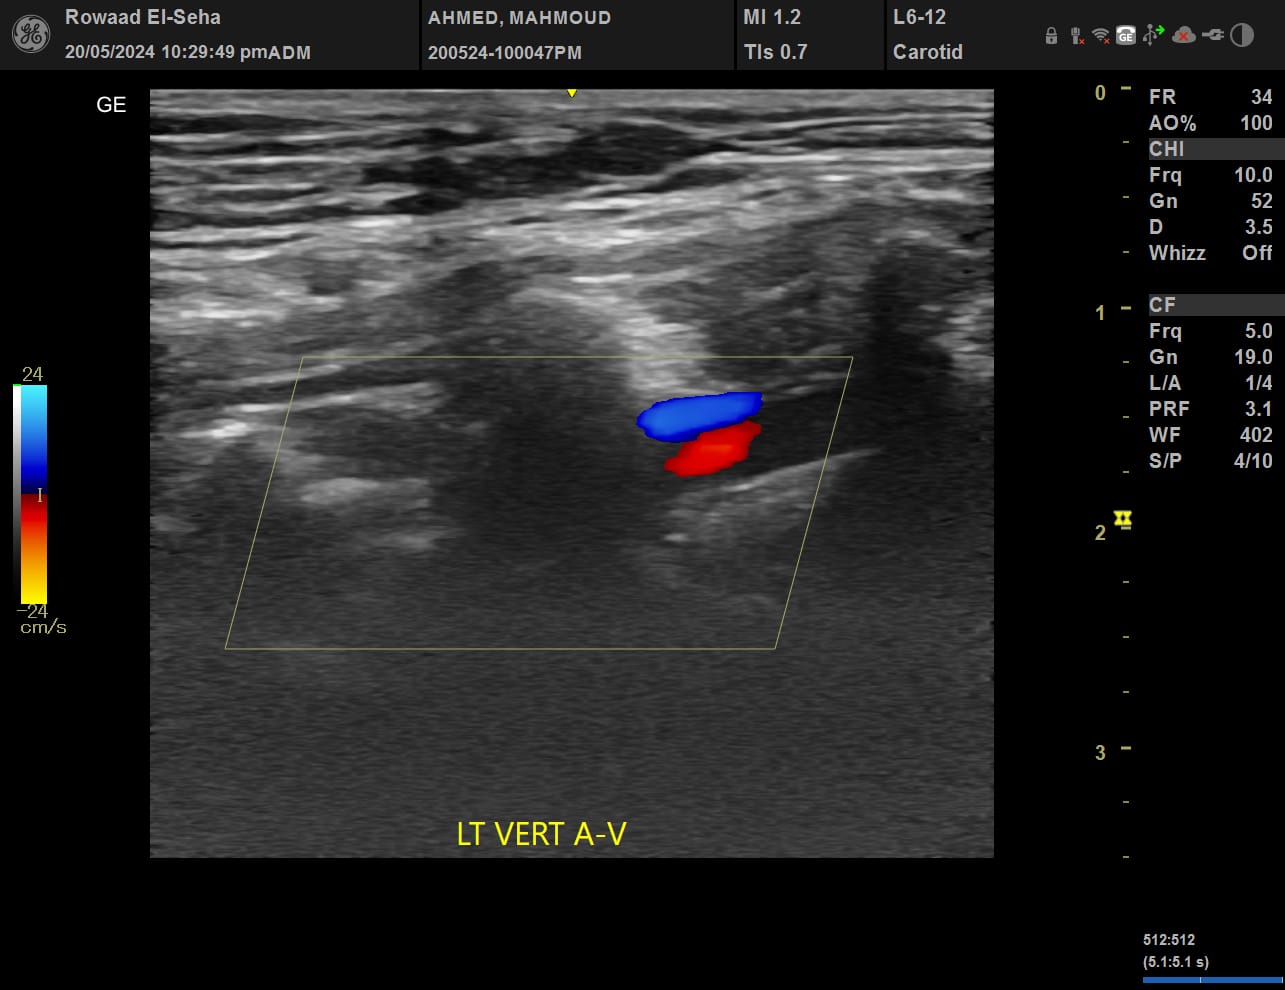 Rowaad El-Seha
20/05/2024 10:29:49 pmADM
AHMED, MAHMOUD
200524-100047PM
MI 1.2
TIs 0.7
L6-12
Carotid
GE
GE
0
1
2
3
FR 34
AO% 100
CHI
Frq 10.0
Gn 52
D 3.5
Whizz Off
CF
Frq 5.0
Gn 19.0
L/A 1/4
PRF 3.1
WF 402
S/P 4/10
24
-24
cm/s
LT VERT A-V
512:512
(5.1:5.1 s)